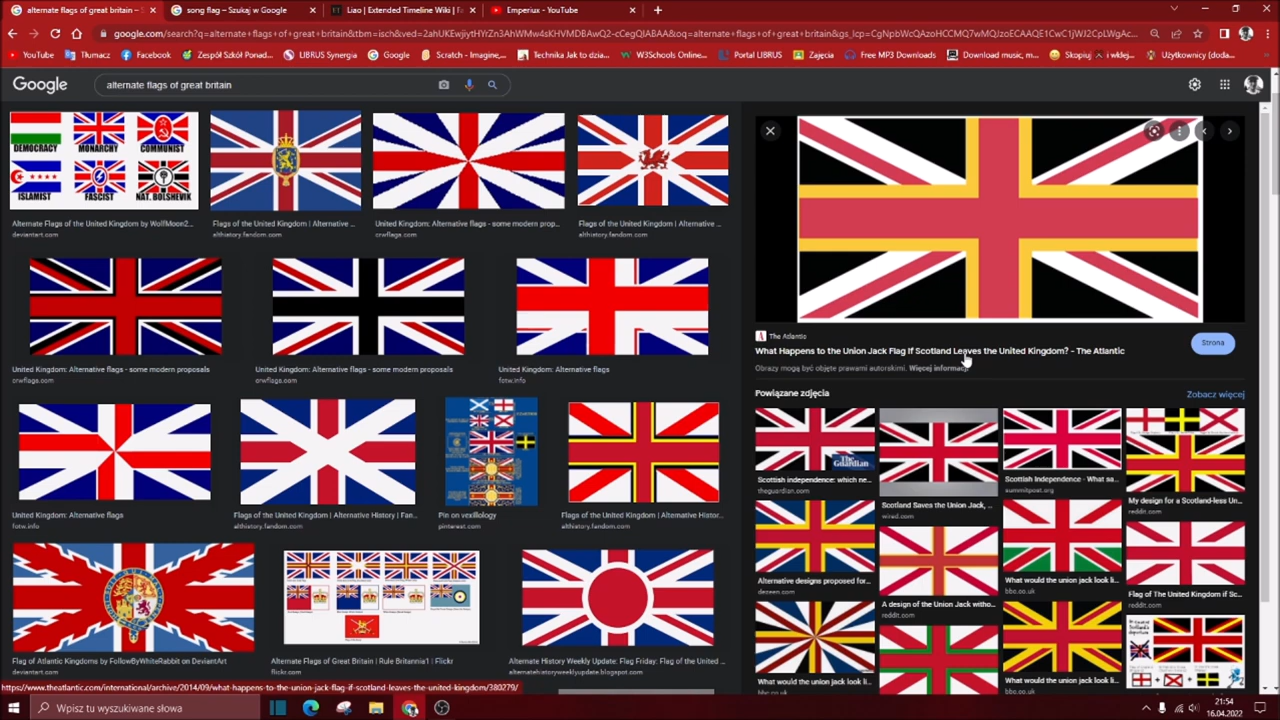 alternate flags of great britain –
song flag – Szukaj w Google
Liao | Extended Timeline Wiki | F
Emperiux - YouTube
google.com/search?q=alternate+flags+of+great+britain&tbm=isch&ved=
YouTube
Tłumacz
Facebook
Zespół Szkół Ponad...
LIBRUS Synergia
Google
Scratch - Imagine,...
Technika Jak to dzia...
W3Schools Online...
Portal LIBRUS
Zajęcia
Free MP3 Downloads
Download music, m...
Skopiuj i wklej...
Użytkownicy (doda...
Google
alternate flags of great britain
DEMOCRACY
MONARCHY
COMMUNIST
ISLAMIST
FASCIST
NAT. BOLSHEVIK
Alternate Flags of the United Kingdom by WolfMoon2...
deviantart.com
Flags of the United Kingdom | Alternative ...
althistory.fandom.com
United Kingdom: Alternative flags - some modern prop...
crwflags.com
Flags of the United Kingdom | Alternative ...
althistory.fandom.com
United Kingdom: Alternative flags - some modern proposals
crwflags.com
United Kingdom: Alternative flags - some modern proposals
crwflags.com
United Kingdom: Alternative flags
fotw.info
United Kingdom: Alternative flags
fotw.info
Flags of the United Kingdom | Alternative History | Fan...
althistory.fandom.com
Pin on vexillology
pinterest.com
Flags of the United Kingdom | Alternative Histor...
althistory.fandom.com
Flag of Atlantic Kingdoms by FollowByWhiteRabbit on DeviantArt
deviantart.com
Alternate Flags of Great Britain | Rule Britannia1 | Flickr
flickr.com
Alternate History Weekly Update: Flag Friday: Flag of the United ...
alternatehistoryweeklyupdate.blogspot.com
The Atlantic
What Happens to the Union Jack Flag If Scotland Leaves the United Kingdom? - The Atlantic
Obrazy mogą być objęte prawami autorskimi. Więcej informacji
Strona
Powiązane zdjęcia
Zobacz więcej
The Guardian
Scottish independence: which ne...
theguardian.com
Scotland Saves the Union Jack, ...
wired.com
Scottish Independence - What sa...
summitpost.org
My design for a Scotland-less Un...
reddit.com
Alternative designs proposed for...
dezeen.com
A design of the Union Jack witho...
reddit.com
What would the union jack look li...
bbc.co.uk
Flag of The United Kingdom if Sc...
reddit.com
What would the union jack look li...
bbc.co.uk
What would the union jack look li...
bbc.co.uk
https://www.theatlantic.com/international/archive/2014/09/what-happens-to-the-union-jack-flag-if-scotland-leaves-the-united-kingdom/380279/
Wpisz tu wyszukiwane słowa
21:54
16.04.2022